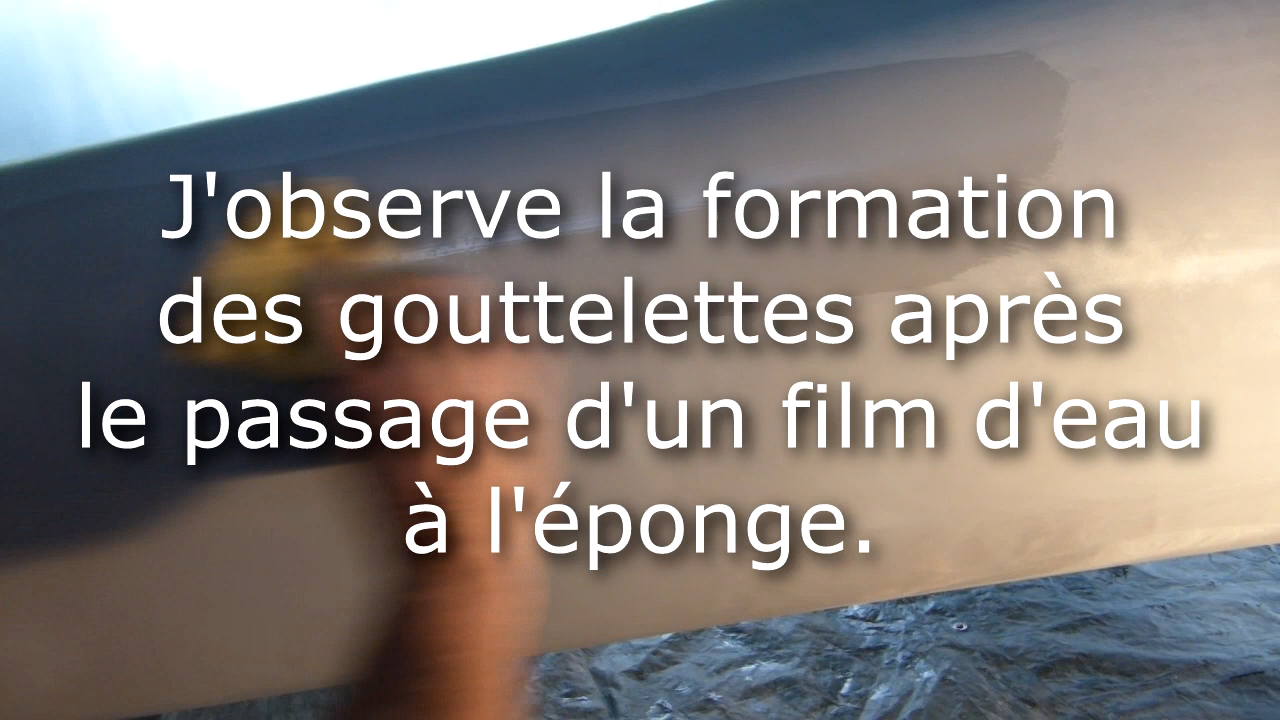 J'observe la formation
des gouttelettes après
le passage d'un film d'eau
à l'éponge.